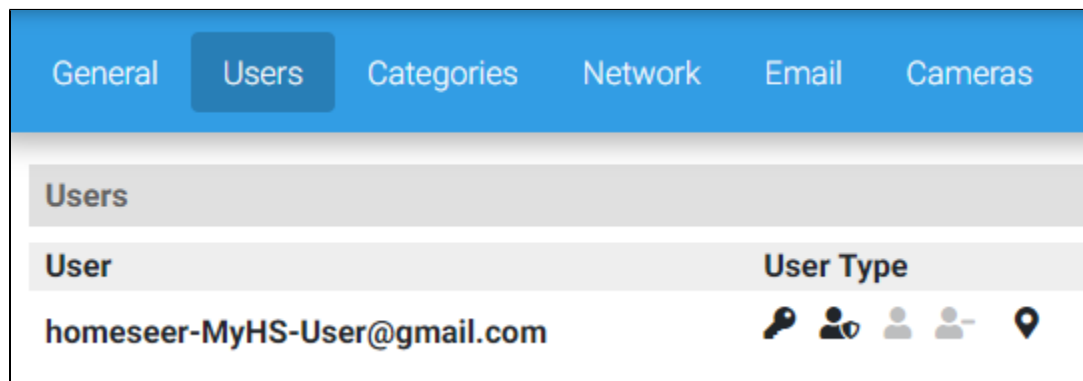 General Users Categories Network Email Cameras
Users
User User Type
homeseer-MyHS-User@gmail.com